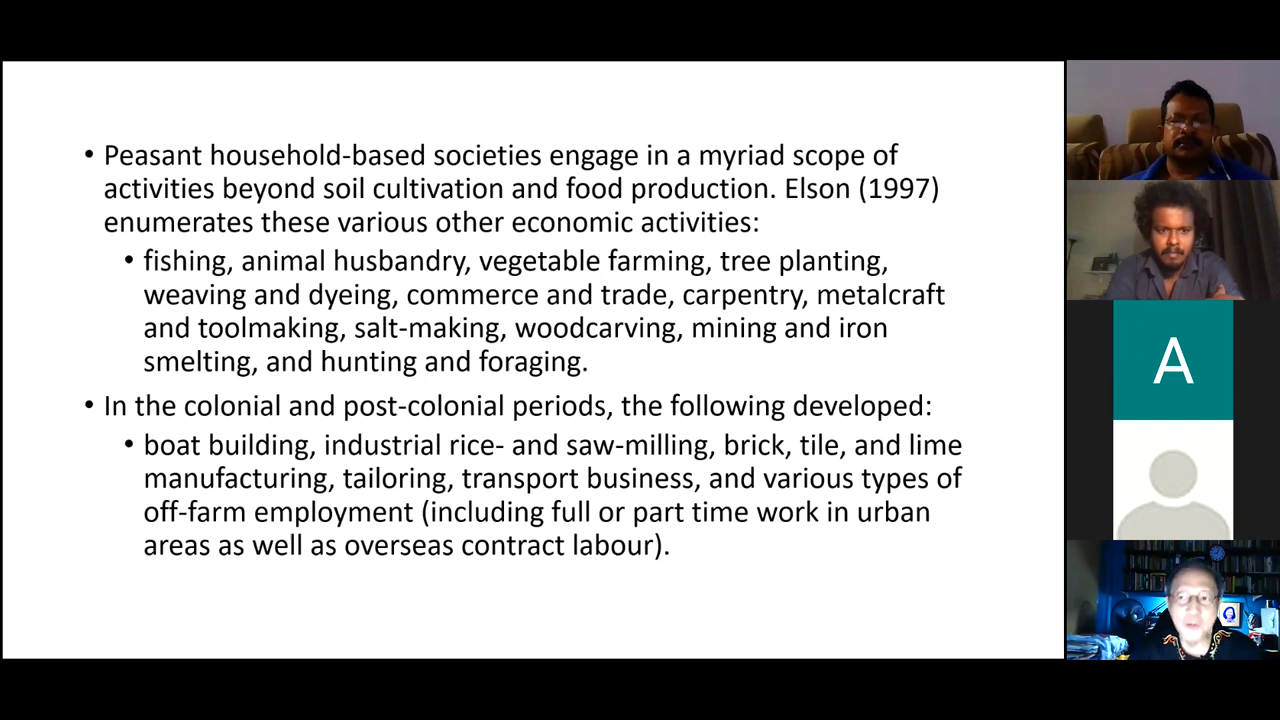 • Peasant household-based societies engage in a myriad scope of
activities beyond soil cultivation and food production. Elson (1997)
enumerates these various other economic activities:
• fishing, animal husbandry, vegetable farming, tree planting,
weaving and dyeing, commerce and trade, carpentry, metalcraft
and toolmaking, salt-making, woodcarving, mining and iron
smelting, and hunting and foraging.
• In the colonial and post-colonial periods, the following developed:
• boat building, industrial rice- and saw-milling, brick, tile, and lime
manufacturing, tailoring, transport business, and various types of
off-farm employment (including full or part time work in urban
areas as well as overseas contract labour).
A